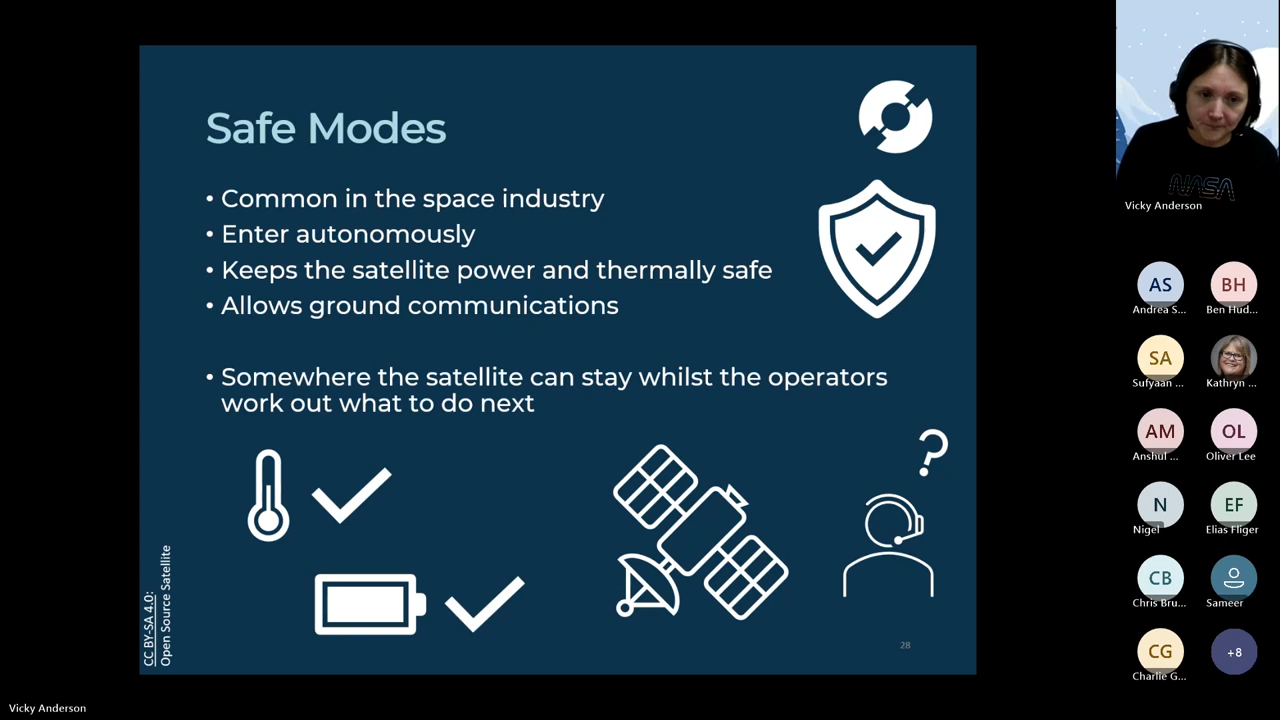 Safe Modes
• Common in the space industry
• Enter autonomously
• Keeps the satellite power and thermally safe
• Allows ground communications
• Somewhere the satellite can stay whilst the operators
work out what to do next
?
CC BY-SA 4.0:
Open Source Satellite
28
NASA
Vicky Anderson
AS
BH
Andrea S...
Ben Hud...
SA
Sufyaan ...
Kathryn ...
AM
OL
Anshul ...
Oliver Lee
N
EF
Nigel
Elias Fliger
CB
Chris Bru...
Sameer
CG
+8
Charlie G...
Vicky Anderson